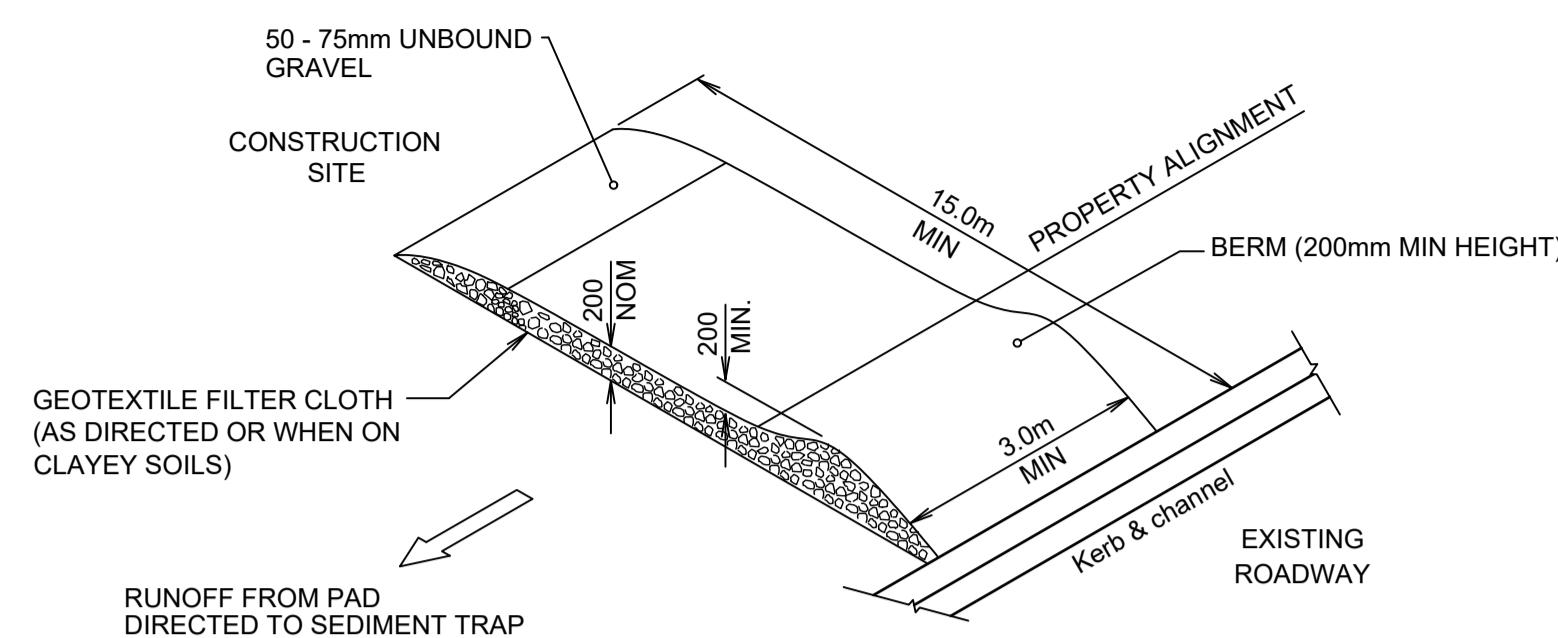 50 - 75mm UNBOUND
GRAVEL
CONSTRUCTION
SITE
PROPERTY ALIGNMENT
15.0m
MIN
BERM (200mm MIN HEIGHT)
200
NOM
200
MIN.
GEOTEXTILE FILTER CLOTH
(AS DIRECTED OR WHEN ON
CLAYEY SOILS)
3.0m
MIN
Kerb & channel
EXISTING
ROADWAY
RUNOFF FROM PAD
DIRECTED TO SEDIMENT TRAP